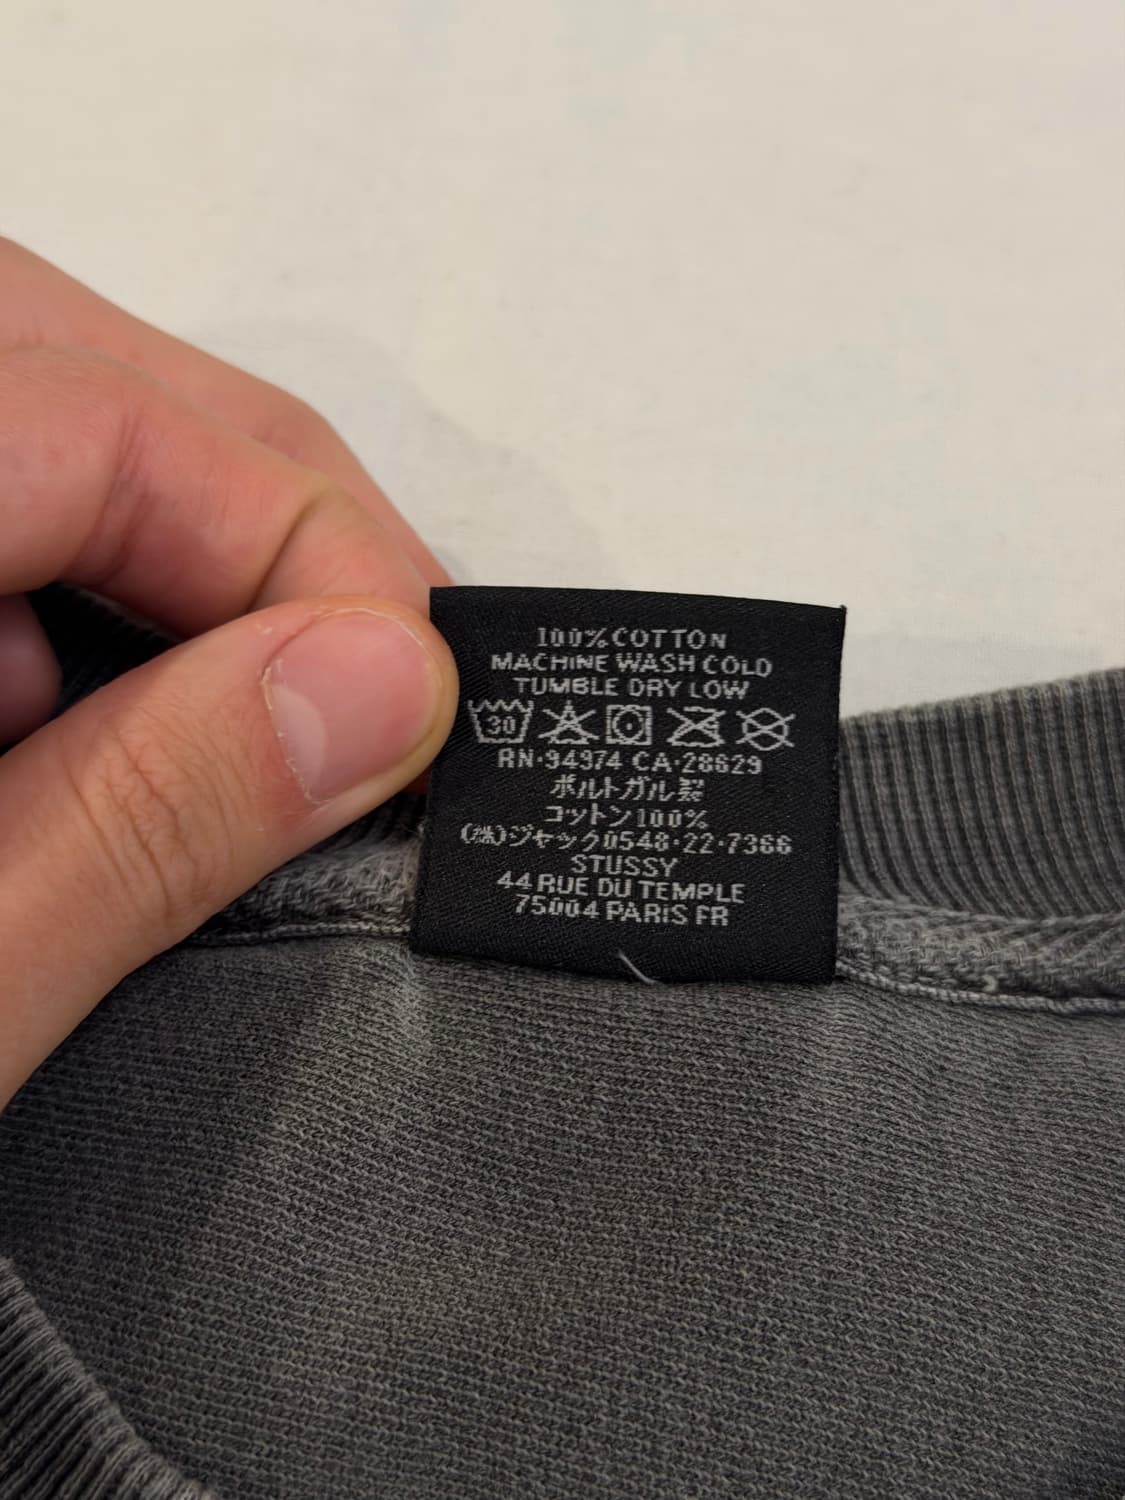 100% COTTON
MACHINE WASH COLD
TUMBLE DRY LOW
30
RN·94974 CA·28629
ポルトガル製
コットン100%
(株)ジャック0548·22·7366
STUSSY
44 RUE DU TEMPLE
75004 PARIS FR